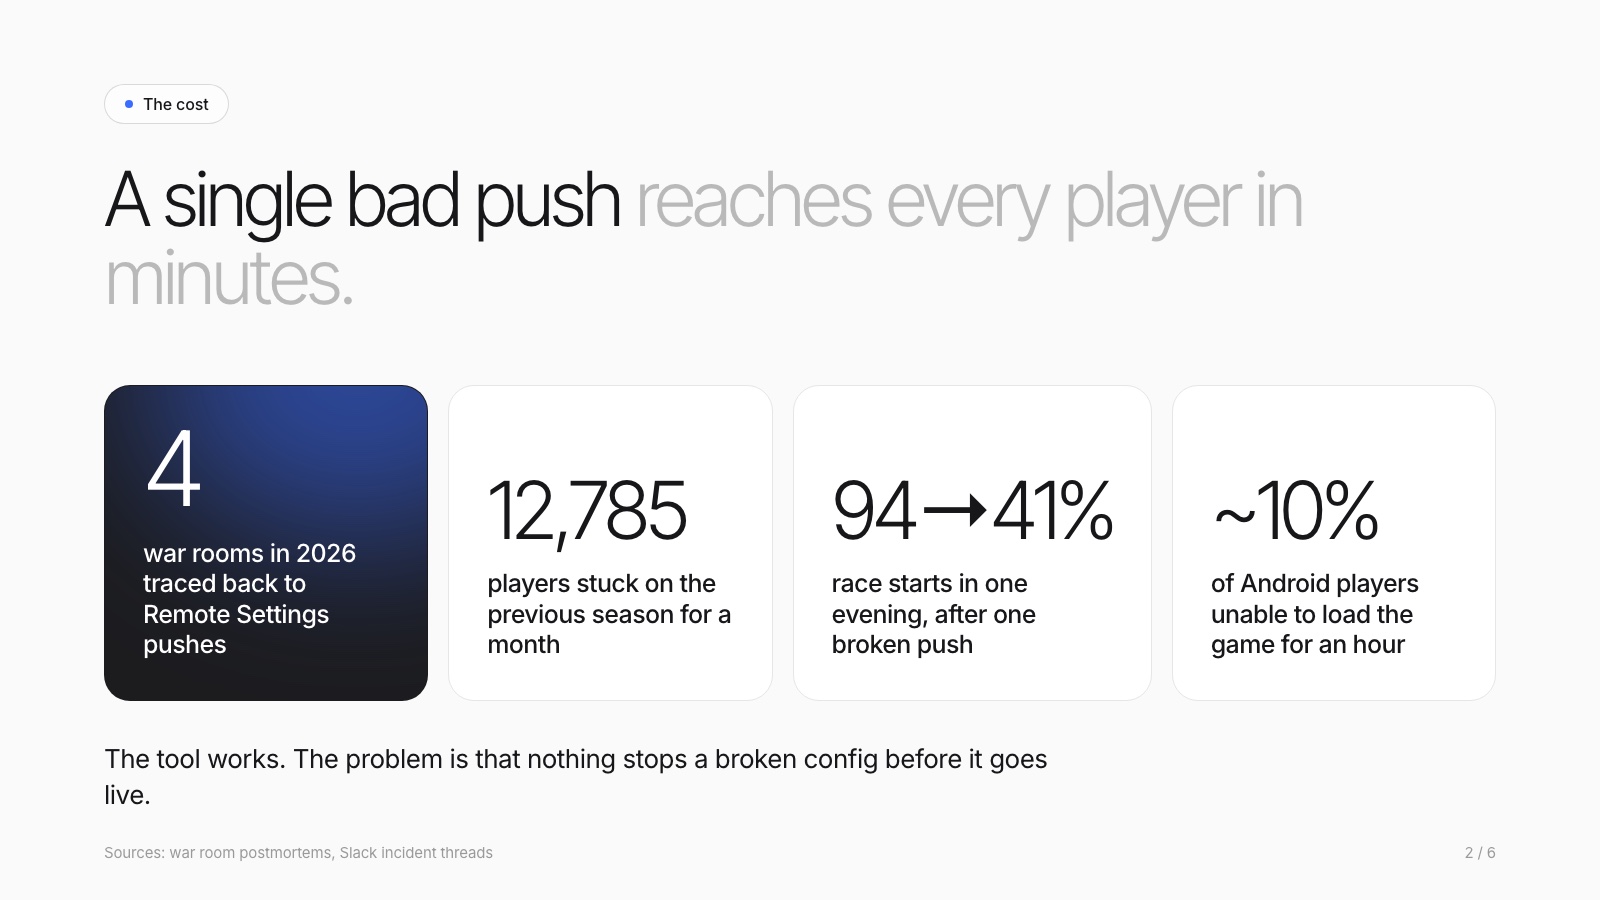 The cost
A single bad push reaches every player in
minutes.
4
war rooms in 2026
traced back to
Remote Settings
pushes
12,785
players stuck on the
previous season for a
month
94→41%
race starts in one
evening, after one
broken push
~10%
of Android players
unable to load the
game for an hour
The tool works. The problem is that nothing stops a broken config before it goes
live.
Sources: war room postmortems, Slack incident threads
2 / 6